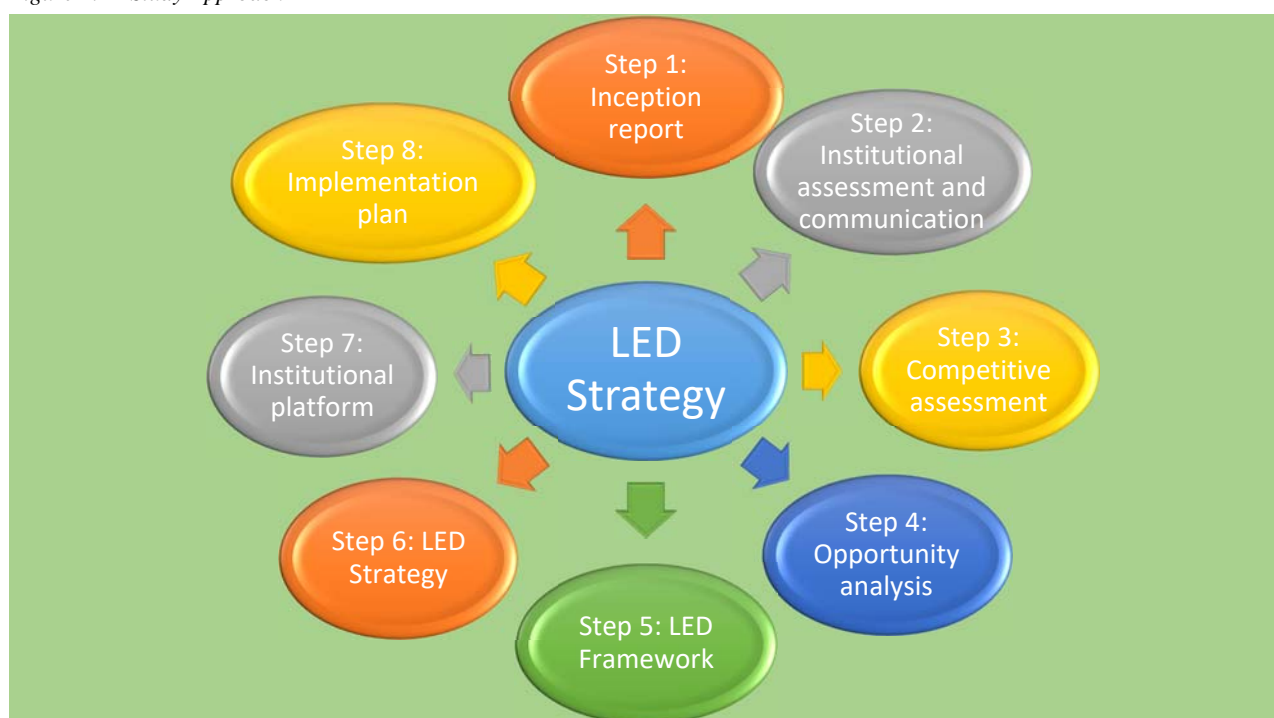 Step 1:
Inception
report
Step 2:
Institutional
assessment and
communication
Step 3:
Competitive
assessment
Step 4:
Opportunity
analysis
Step 5: LED
Framework
Step 6: LED
Strategy
Step 7:
Institutional
platform
Step 8:
Implementation
plan
LED
Strategy